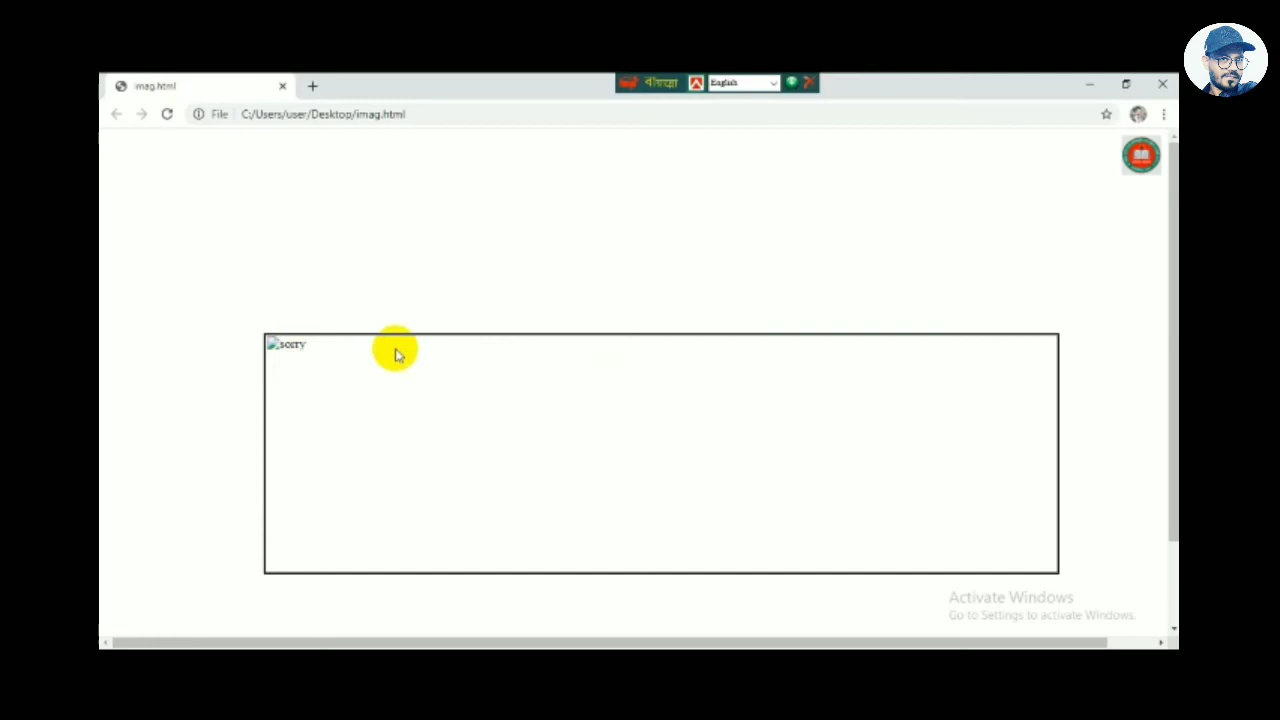 imag.html
বায়ান্নো
English
File
C:/Users/user/Desktop/imag.html
sorry
Activate Windows
Go to Settings to activate Windows.